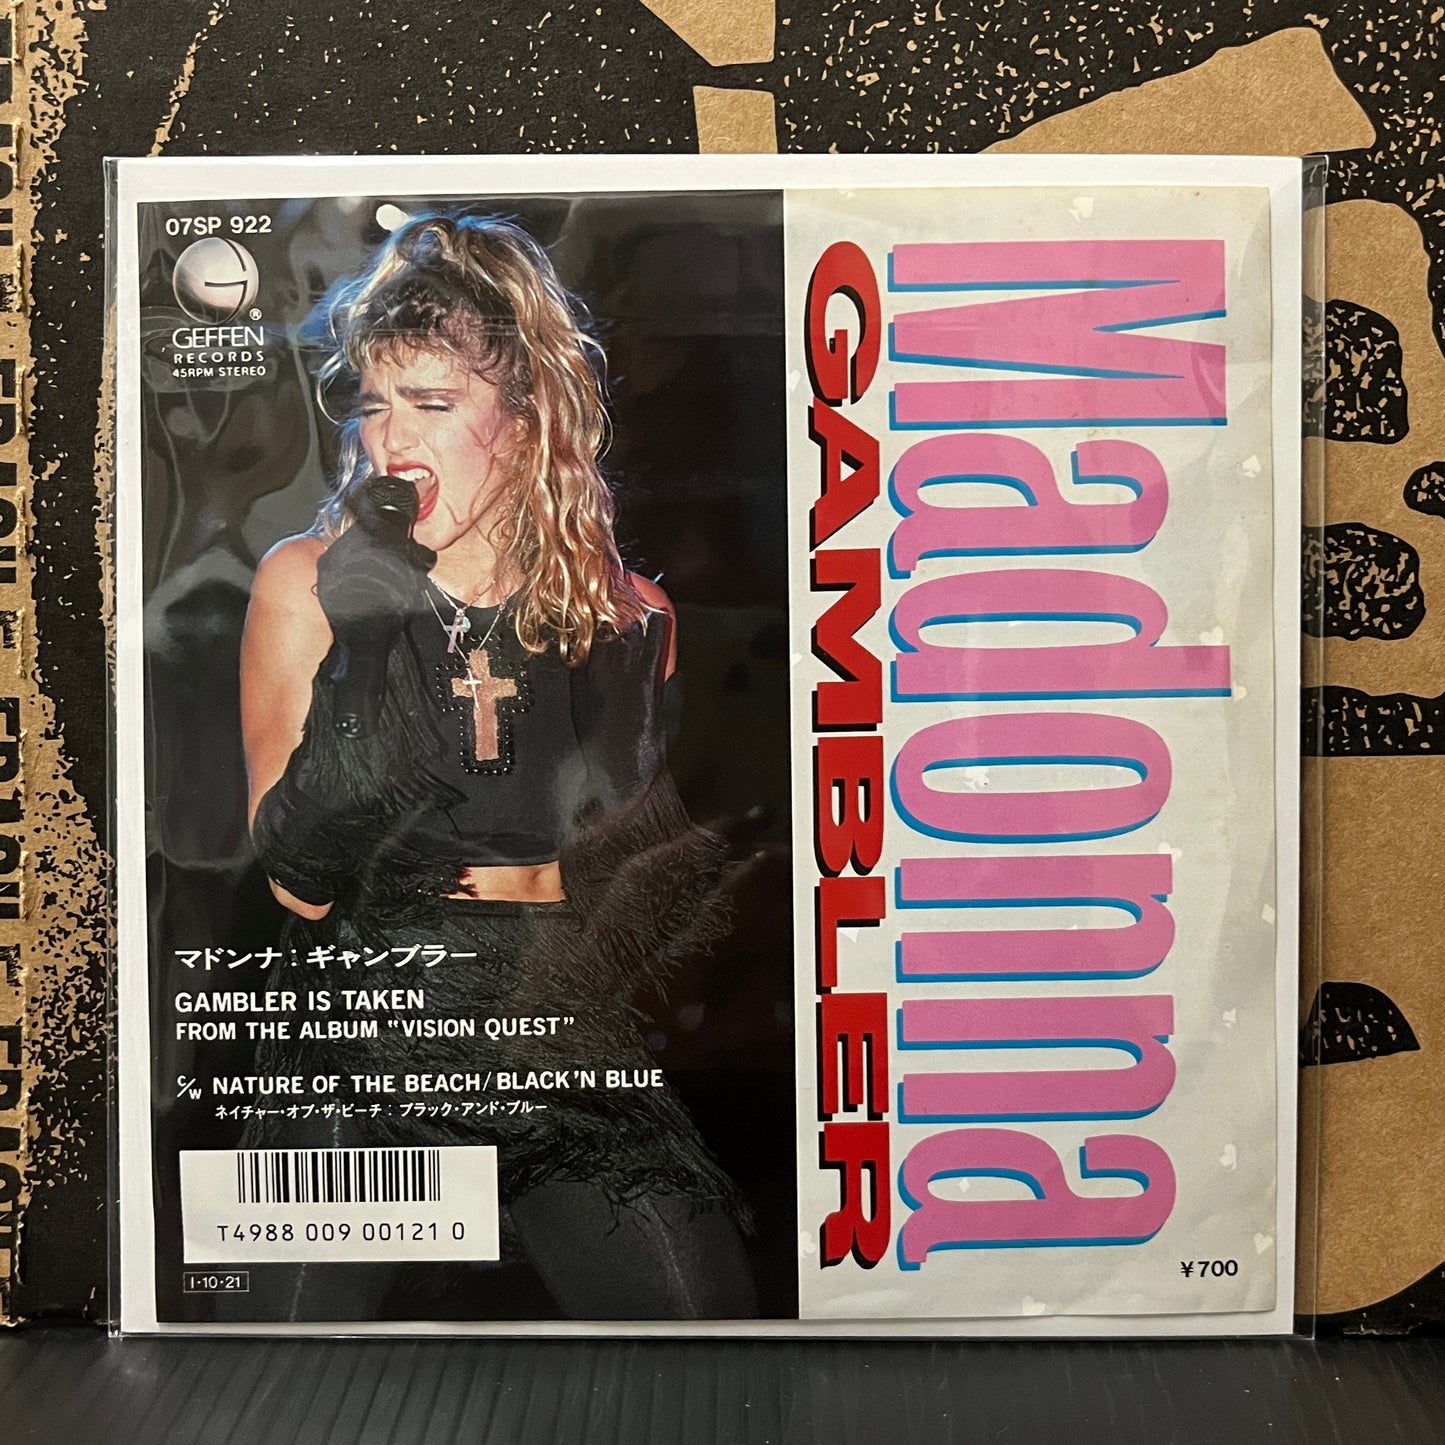 07SP 922
G
®
GEFFEN
RECORDS
45RPM STEREO
マドンナ：ギャンブラー
GAMBLER IS TAKEN
FROM THE ALBUM “VISION QUEST”
c/w NATURE OF THE BEACH/BLACK'N BLUE
ネイチャー・オブ・ザ・ビーチ：ブラック・アンド・ブルー
T4988 009 00121 0
I・10・21
Madonna
GAMBLER
¥700